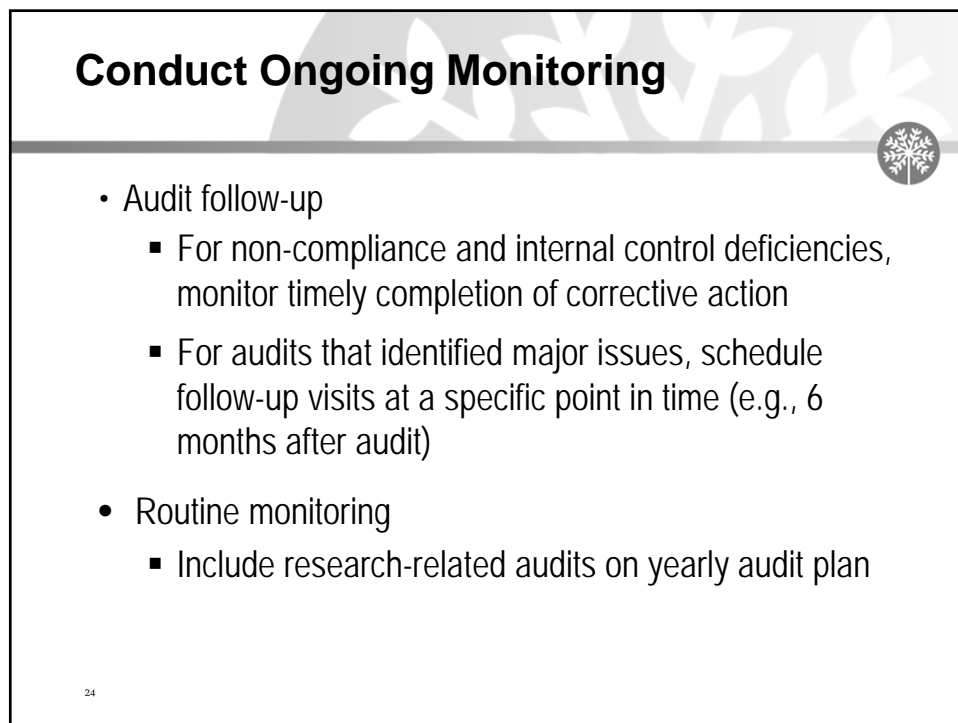 Conduct Ongoing Monitoring
• Audit follow-up
▪ For non-compliance and internal control deficiencies,
monitor timely completion of corrective action
▪ For audits that identified major issues, schedule
follow-up visits at a specific point in time (e.g., 6
months after audit)
• Routine monitoring
▪ Include research-related audits on yearly audit plan
24